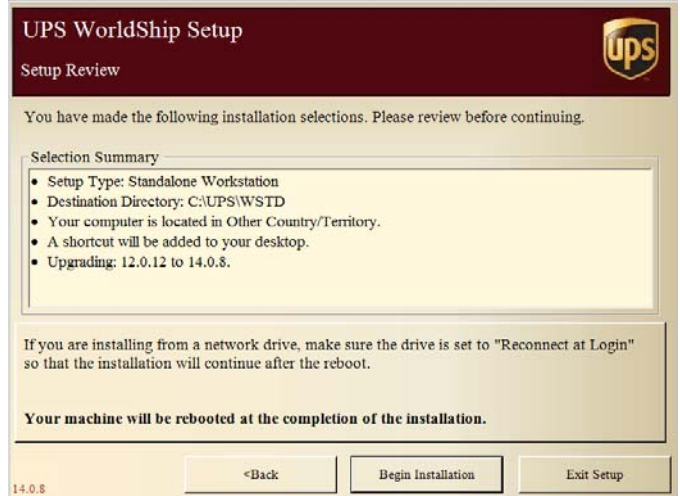 UPS WorldShip Setup
Setup Review
ups
You have made the following installation selections. Please review before continuing.
Selection Summary
• Setup Type: Standalone Workstation
• Destination Directory: C:\UPS\WSTD
• Your computer is located in Other Country/Territory.
• A shortcut will be added to your desktop.
• Upgrading: 12.0.12 to 14.0.8.
If you are installing from a network drive, make sure the drive is set to "Reconnect at Login"
so that the installation will continue after the reboot.
Your machine will be rebooted at the completion of the installation.
14.0.8
<Back
Begin Installation
Exit Setup